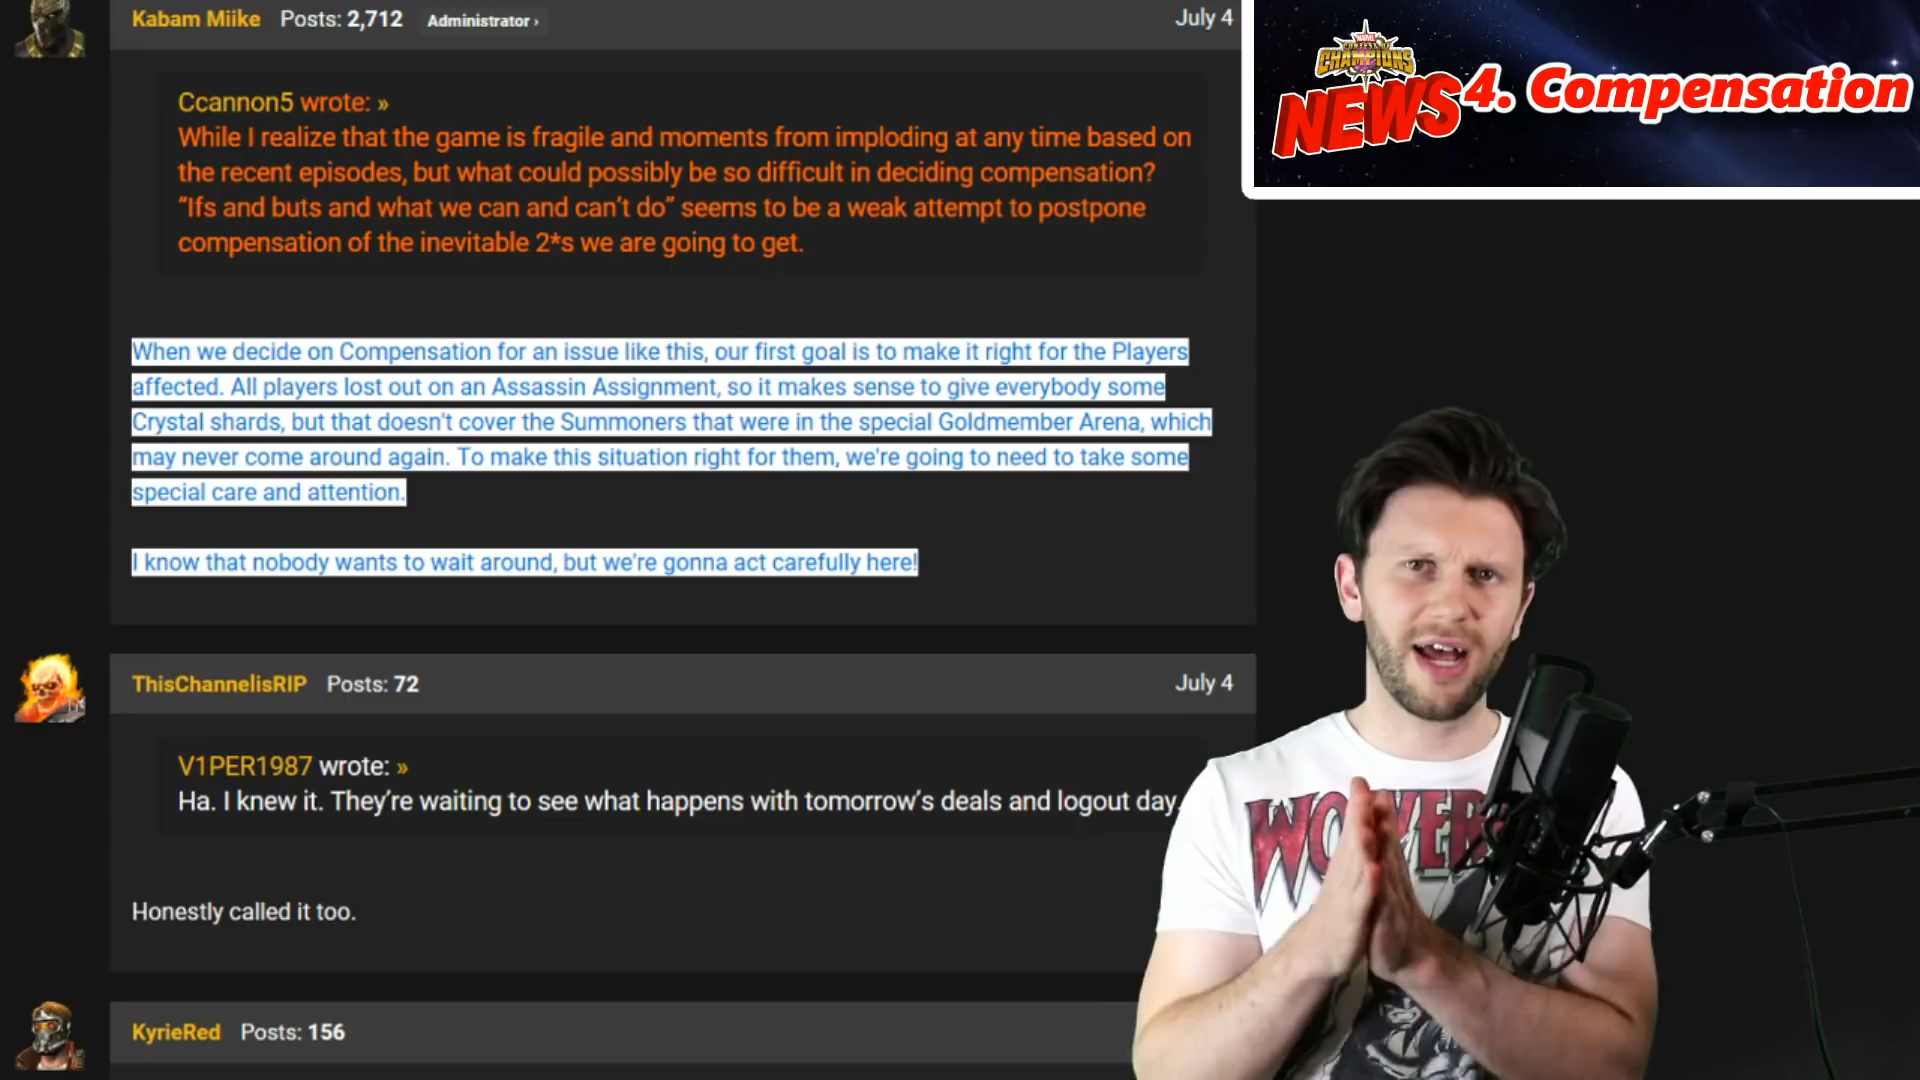 Kabam Miike Posts: 2,712 Administrator › July 4
Ccannon5 wrote: »
While I realize that the game is fragile and moments from imploding at any time based on
the recent episodes, but what could possibly be so difficult in deciding compensation?
“Ifs and buts and what we can and can’t do” seems to be a weak attempt to postpone
compensation of the inevitable 2*s we are going to get.
When we decide on Compensation for an issue like this, our first goal is to make it right for the Players
affected. All players lost out on an Assassin Assignment, so it makes sense to give everybody some
Crystal shards, but that doesn't cover the Summoners that were in the special Goldmember Arena, which
may never come around again. To make this situation right for them, we're going to need to take some
special care and attention.
I know that nobody wants to wait around, but we're gonna act carefully here!
ThisChannelisRIP Posts: 72 July 4
V1PER1987 wrote: »
Ha. I knew it. They’re waiting to see what happens with tomorrow’s deals and logout day.
Honestly called it too.
KyrieRed Posts: 156
MARVEL
CONTEST OF
CHAMPIONS
NEWS 4. Compensation